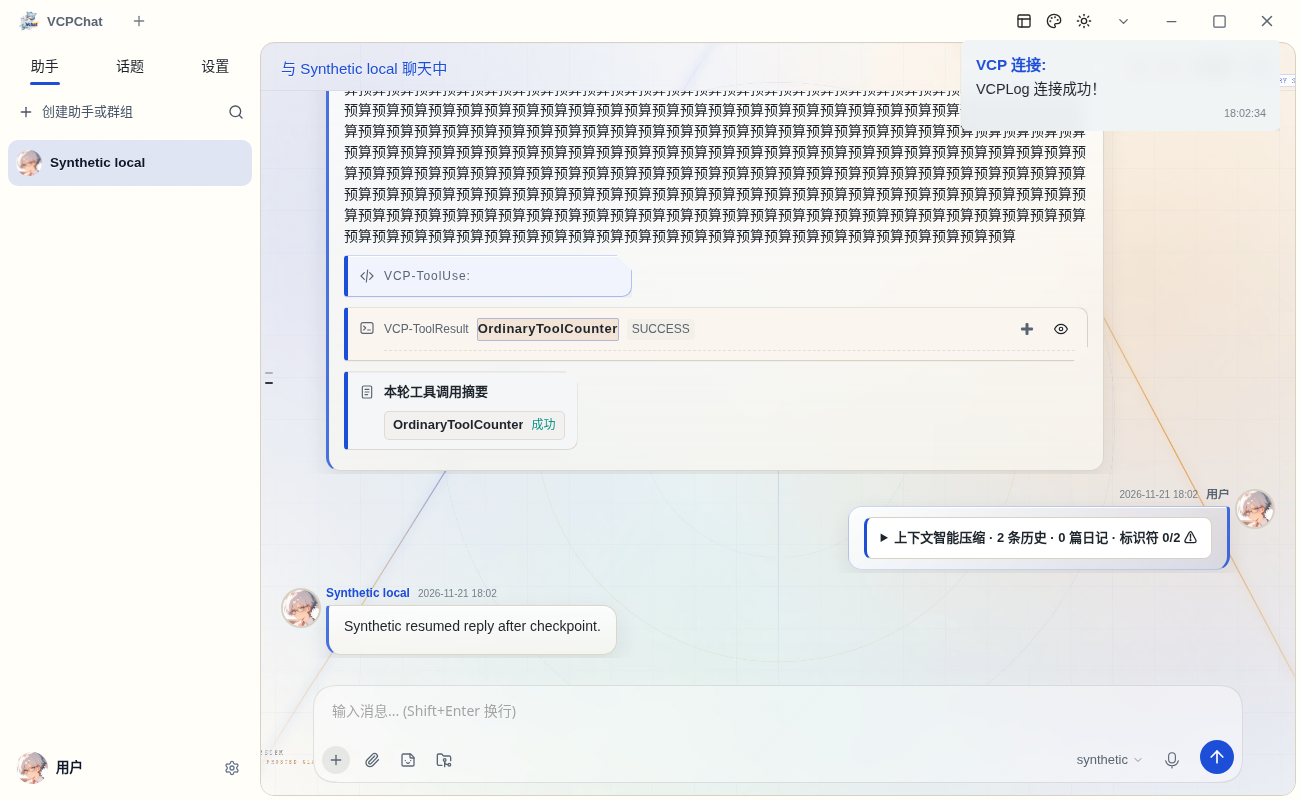 VCPChat
助手 话题 设置
创建助手或群组
Synthetic local
用户
与 Synthetic local 聊天中
VCP 连接:
VCPLog 连接成功！
18:02:34
预算预算预算预算预算预算预算预算预算预算预算预算预算预算预算预算预算预算预算预算预算预算
算预算预算预算预算预算预算预算预算预算预算预算预算预算预算预算预算预算预算预算预算预算预算预算预算预算预算
预算预算预算预算预算预算预算预算预算预算预算预算预算预算预算预算预算预算预算预算预算预算预算预算预算预算预
算预算预算预算预算预算预算预算预算预算预算预算预算预算预算预算预算预算预算预算预算预算预算预算预算预算预算
预算预算预算预算预算预算预算预算预算预算预算预算预算预算预算预算预算预算预算预算预算预算预算预算预算预算预
算预算预算预算预算预算预算预算预算预算预算预算预算预算预算预算预算预算预算预算预算预算预算预算预算预算预算
预算预算预算预算预算预算预算预算预算预算预算预算预算预算预算预算预算预算预算预算预算预算预算预算
VCP-ToolUse:
VCP-ToolResult OrdinaryToolCounter SUCCESS
本轮工具调用摘要
OrdinaryToolCounter 成功
2026-11-21 18:02 用户
上下文智能压缩 · 2 条历史 · 0 篇日记 · 标识符 0/2 ⚠
Synthetic local 2026-11-21 18:02
Synthetic resumed reply after checkpoint.
输入消息... (Shift+Enter 换行)
synthetic